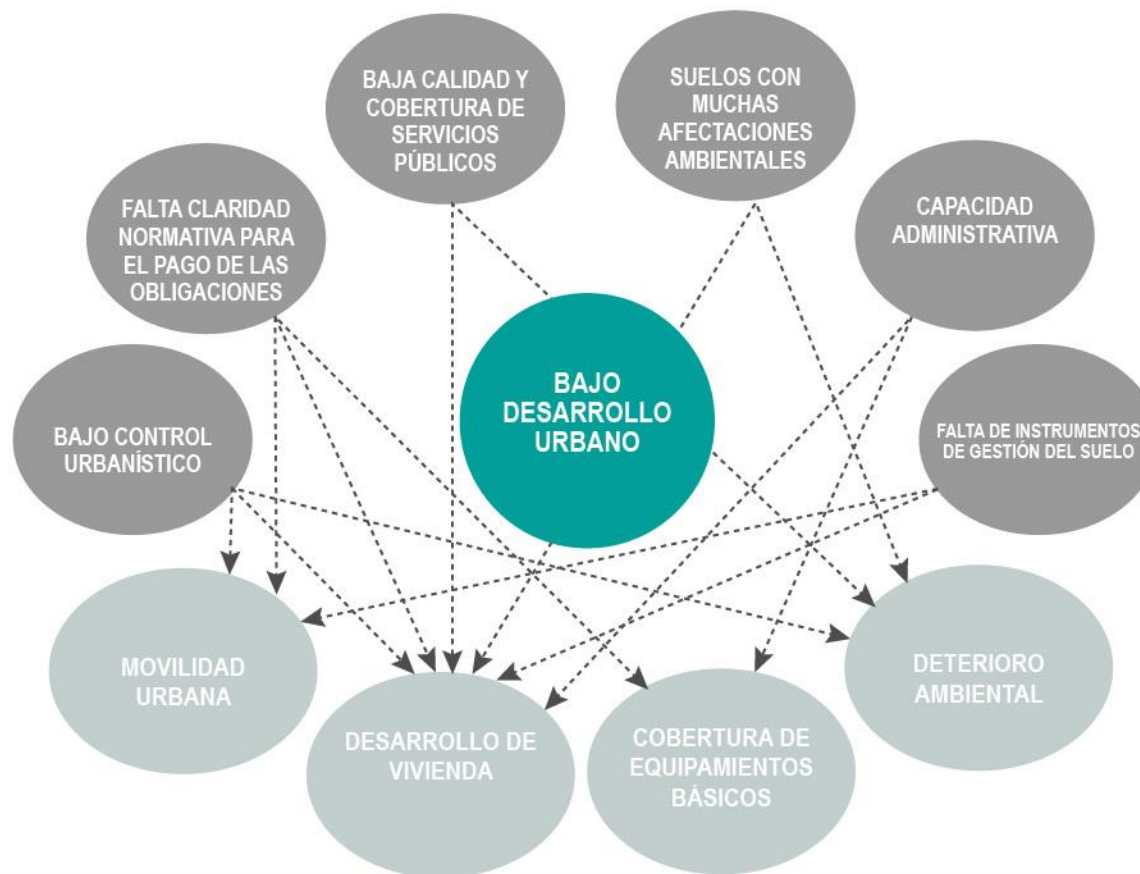 BAJA CALIDAD Y
COBERTURA DE
SERVICIOS
PÚBLICOS
SUELOS CON
MUCHAS
AFECTACIONES
AMBIENTALES
FALTA CLARIDAD
NORMATIVA PARA
EL PAGO DE LAS
OBLIGACIONES
CAPACIDAD
ADMINISTRATIVA
BAJO
DESARROLLO
URBANO
BAJO CONTROL
URBANÍSTICO
FALTA DE INSTRUMENTOS
DE GESTIÓN DEL SUELO
MOVILIDAD
URBANA
DESARROLLO DE
VIVIENDA
COBERTURA DE
EQUIPAMIENTOS
BÁSICOS
DETERIORO
AMBIENTAL